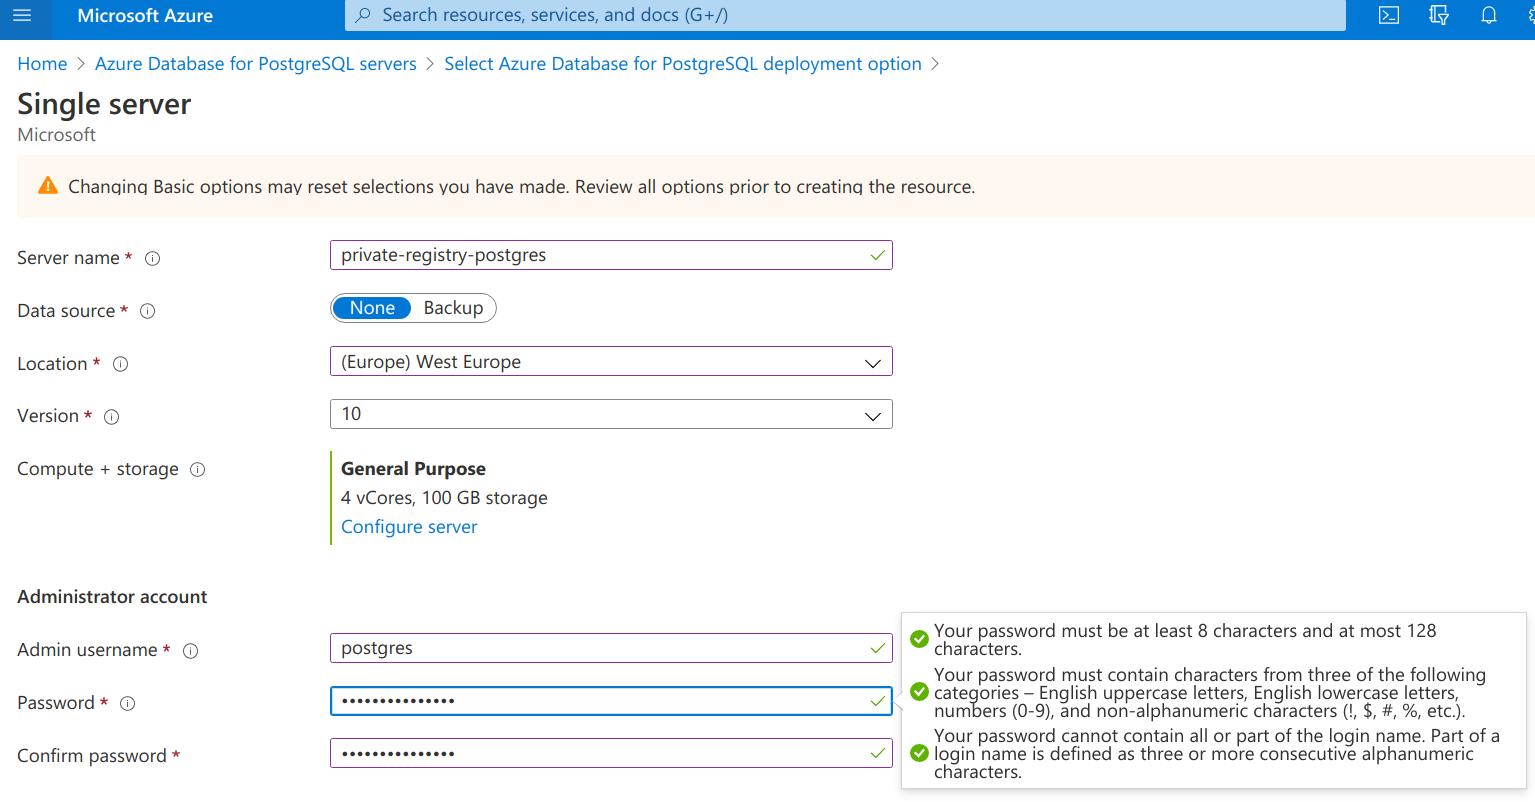 Microsoft Azure
Search resources, services, and docs (G+/)
Home > Azure Database for PostgreSQL servers > Select Azure Database for PostgreSQL deployment option >
Single server
Microsoft
Changing Basic options may reset selections you have made. Review all options prior to creating the resource.
Server name *
private-registry-postgres
Data source *
None Backup
Location *
(Europe) West Europe
Version *
10
Compute + storage
General Purpose
4 vCores, 100 GB storage
Configure server
Administrator account
Admin username *
postgres
Password *
•••••••••••••••
Confirm password *
•••••••••••••••
Your password must be at least 8 characters and at most 128
characters.
Your password must contain characters from three of the following
categories – English uppercase letters, English lowercase letters,
numbers (0-9), and non-alphanumeric characters (!, $, #, %, etc.).
Your password cannot contain all or part of the login name. Part of a
login name is defined as three or more consecutive alphanumeric
characters.